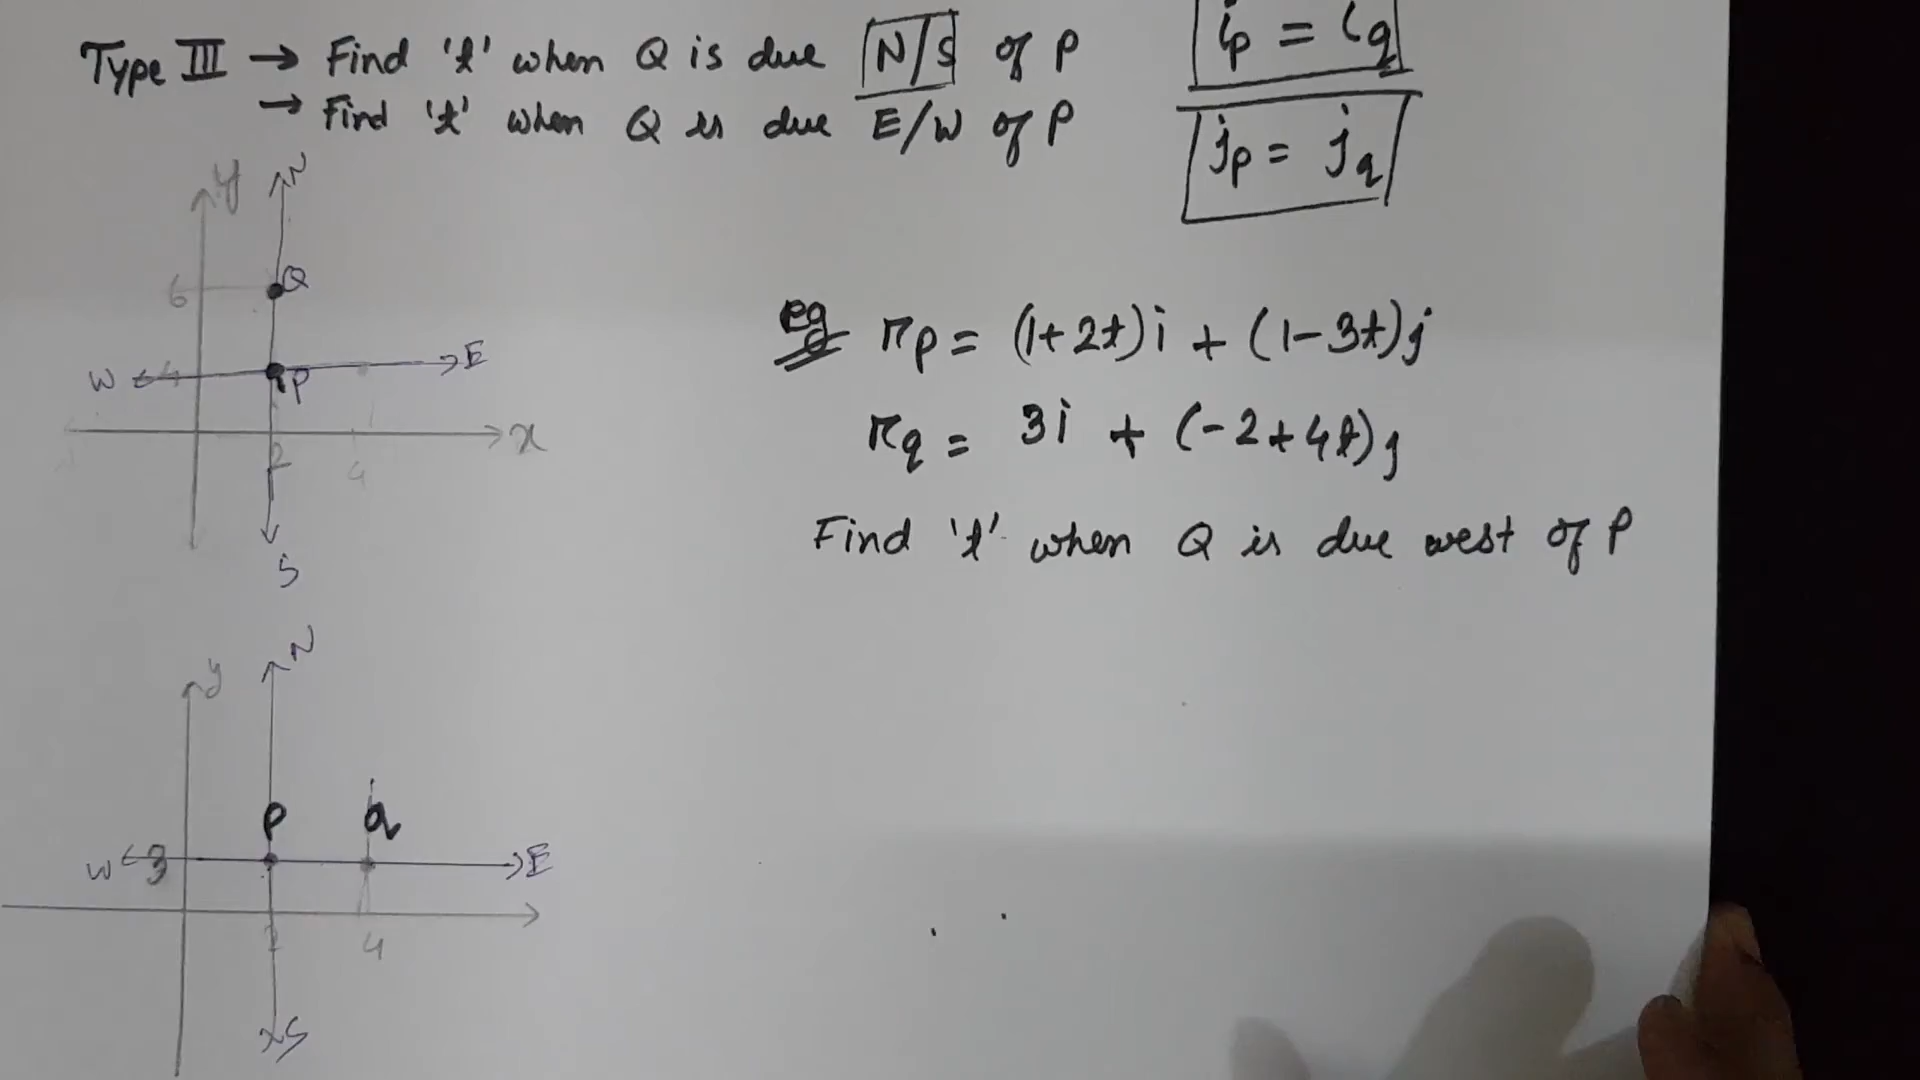 Type III → Find 't' when Q is due N/S of P
→ Find 't' when Q is due E/W of P
ip = iq
jp = jq
y
N
Q
6
W
4
P
E
x
2
4
S
eg rp = (1+2t)i + (1-3t)j
rq = 3i + (-2+4t)j
Find 't' when Q is due west of P
y
N
P
q
W
3
E
2
4
S